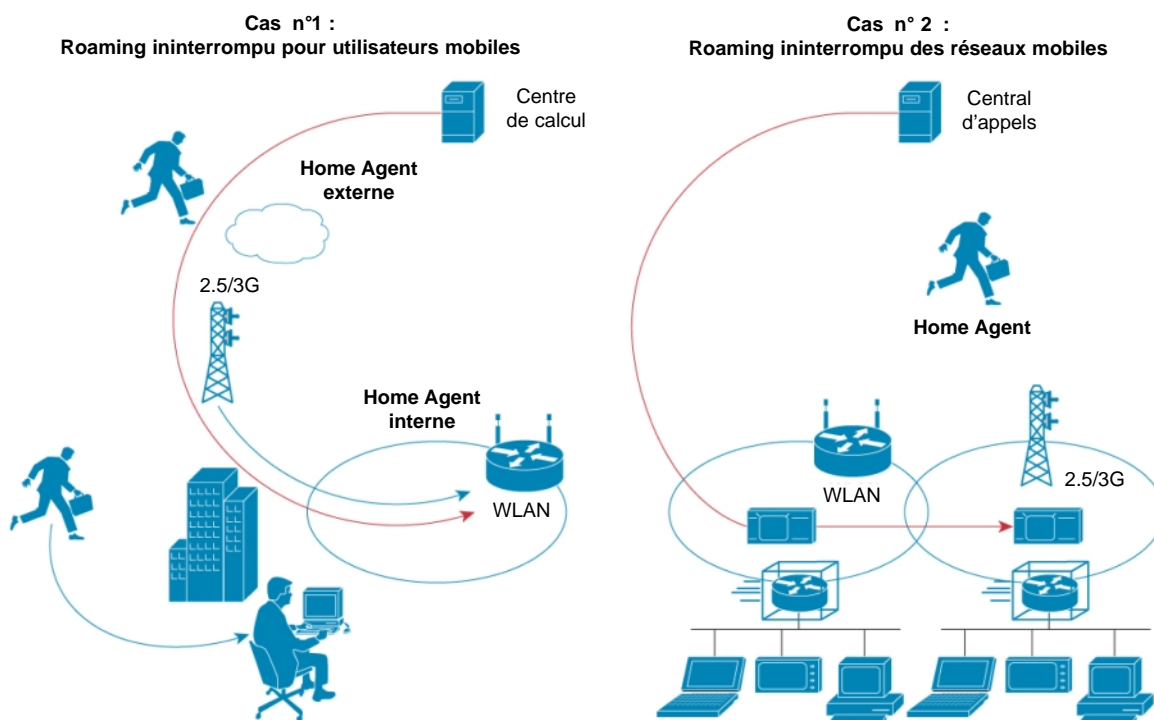 Cas n°1 :
Roaming ininterrompu pour utilisateurs mobiles
Centre
de calcul
Home Agent
externe
2.5/3G
Home Agent
interne
WLAN
Cas n° 2 :
Roaming ininterrompu des réseaux mobiles
Central
d'appels
Home Agent
2.5/3G
WLAN